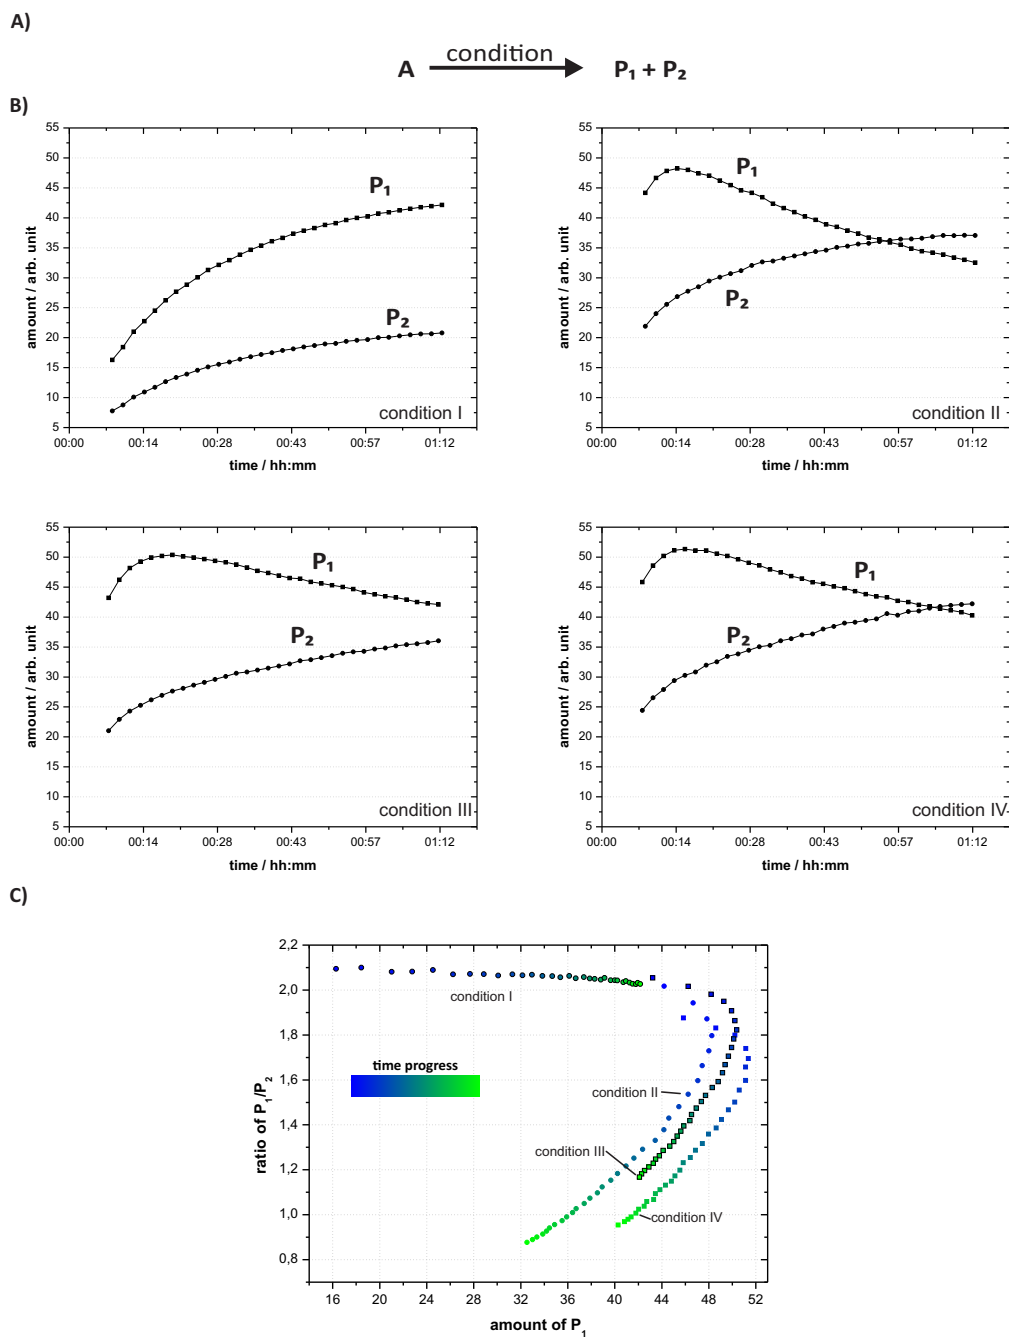 A)
A condition P₁ + P₂
B)
55
50
45
40
35
30
25
20
15
10
5
amount / arb. unit
P₁
P₂
condition I
00:00 00:14 00:28 00:43 00:57 01:12
time / hh:mm
55
50
45
40
35
30
25
20
15
10
5
amount / arb. unit
P₁
P₂
condition II
00:00 00:14 00:28 00:43 00:57 01:12
time / hh:mm
55
50
45
40
35
30
25
20
15
10
5
amount / arb. unit
P₁
P₂
condition III
00:00 00:14 00:28 00:43 00:57 01:12
time / hh:mm
55
50
45
40
35
30
25
20
15
10
5
amount / arb. unit
P₁
P₂
condition IV
00:00 00:14 00:28 00:43 00:57 01:12
time / hh:mm
C)
2,2
2,0
1,8
1,6
1,4
1,2
1,0
0,8
ratio of P₁/P₂
condition I
time progress
condition II
condition III
condition IV
16 20 24 28 32 36 40 44 48 52
amount of P₁